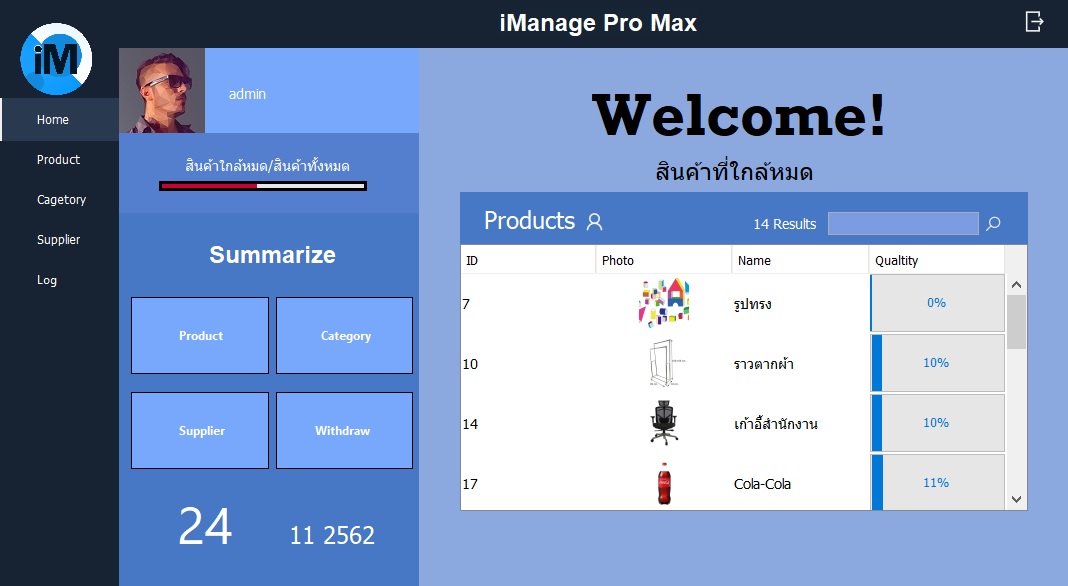 iManage Pro Max
iM
Home
Product
Cagetory
Supplier
Log
admin
สินค้าใกล้หมด/สินค้าทั้งหมด
Summarize
Product
Category
Supplier
Withdraw
24
11 2562
Welcome!
สินค้าที่ใกล้หมด
Products
14 Results
ID
Photo
Name
Qualtity
7
รูปทรง
0%
10
ราวตากผ้า
10%
14
เก้าอี้สำนักงาน
10%
17
Cola-Cola
11%